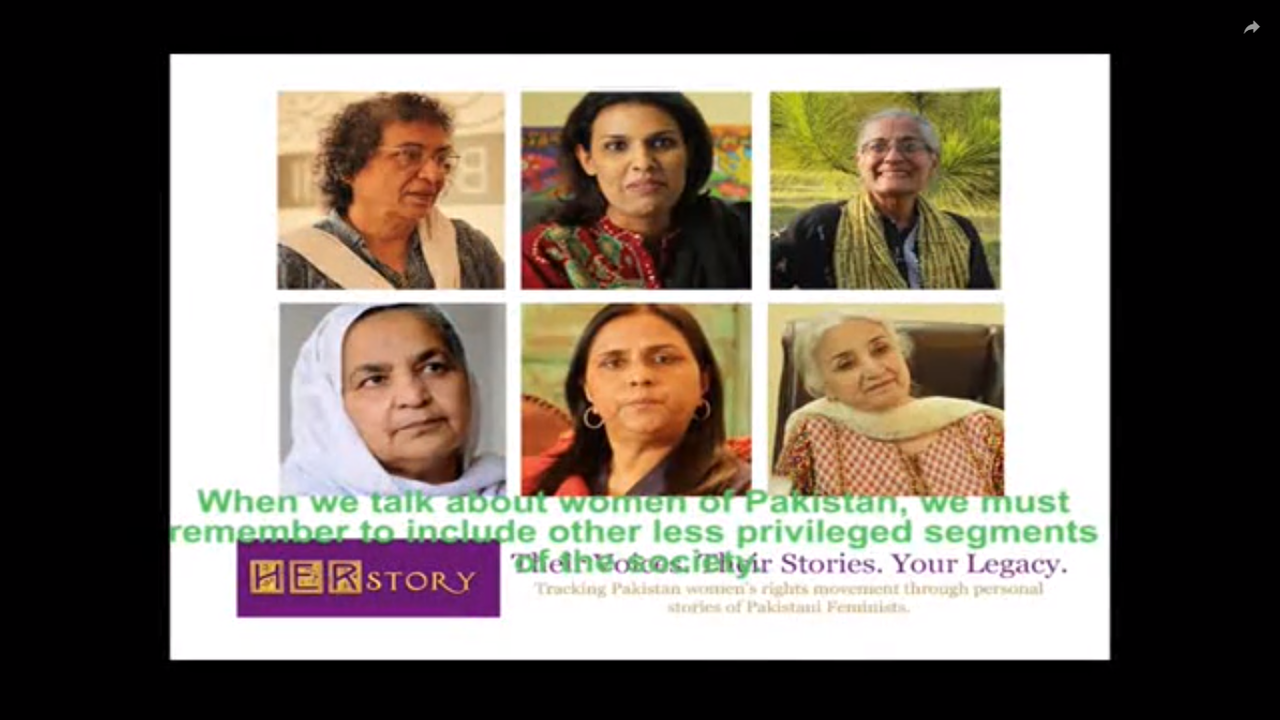 When we talk about women of Pakistan, we must
remember to include other less privileged segments
of the society.
HERSTORY
Their Voices. Their Stories. Your Legacy.
Tracking Pakistan women's rights movement through personal
stories of Pakistani Feminists.